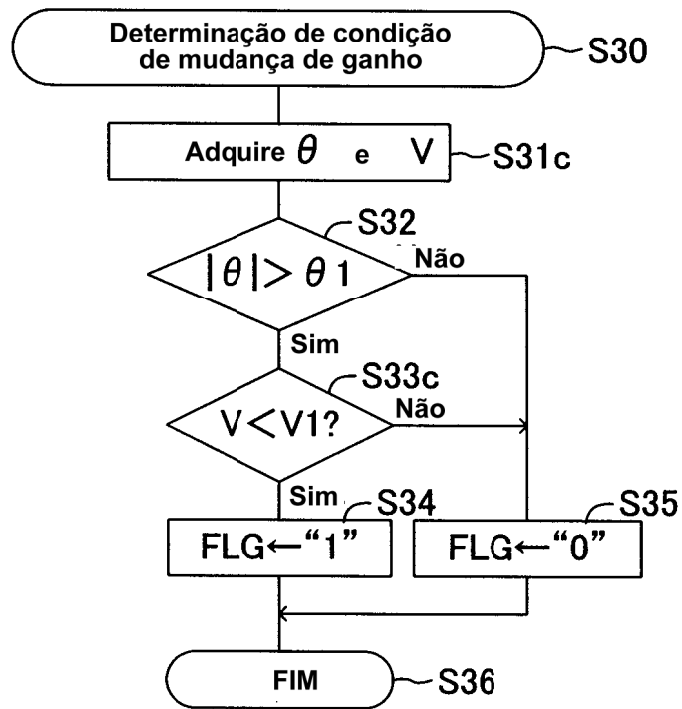 Determinação de condição
de mudança de ganho
S30
Adquire θ e V
S31c
S32
|θ|> θ1
Não
Sim
S33c
V<V1?
Não
Sim
S34
FLG←“1”
S35
FLG←“0”
FIM
S36